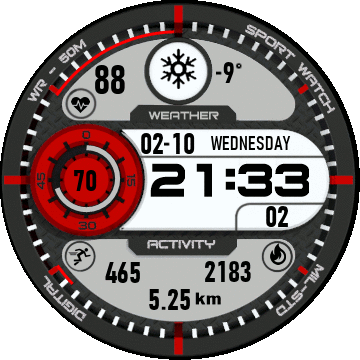 WR - 50M
SPORT WATCH
88
-9°
WEATHER
02-10 WEDNESDAY
0
45 70 15
30
21:33
02
ACTIVITY
465 2183
5.25 km
DIGITAL
MIL-STD